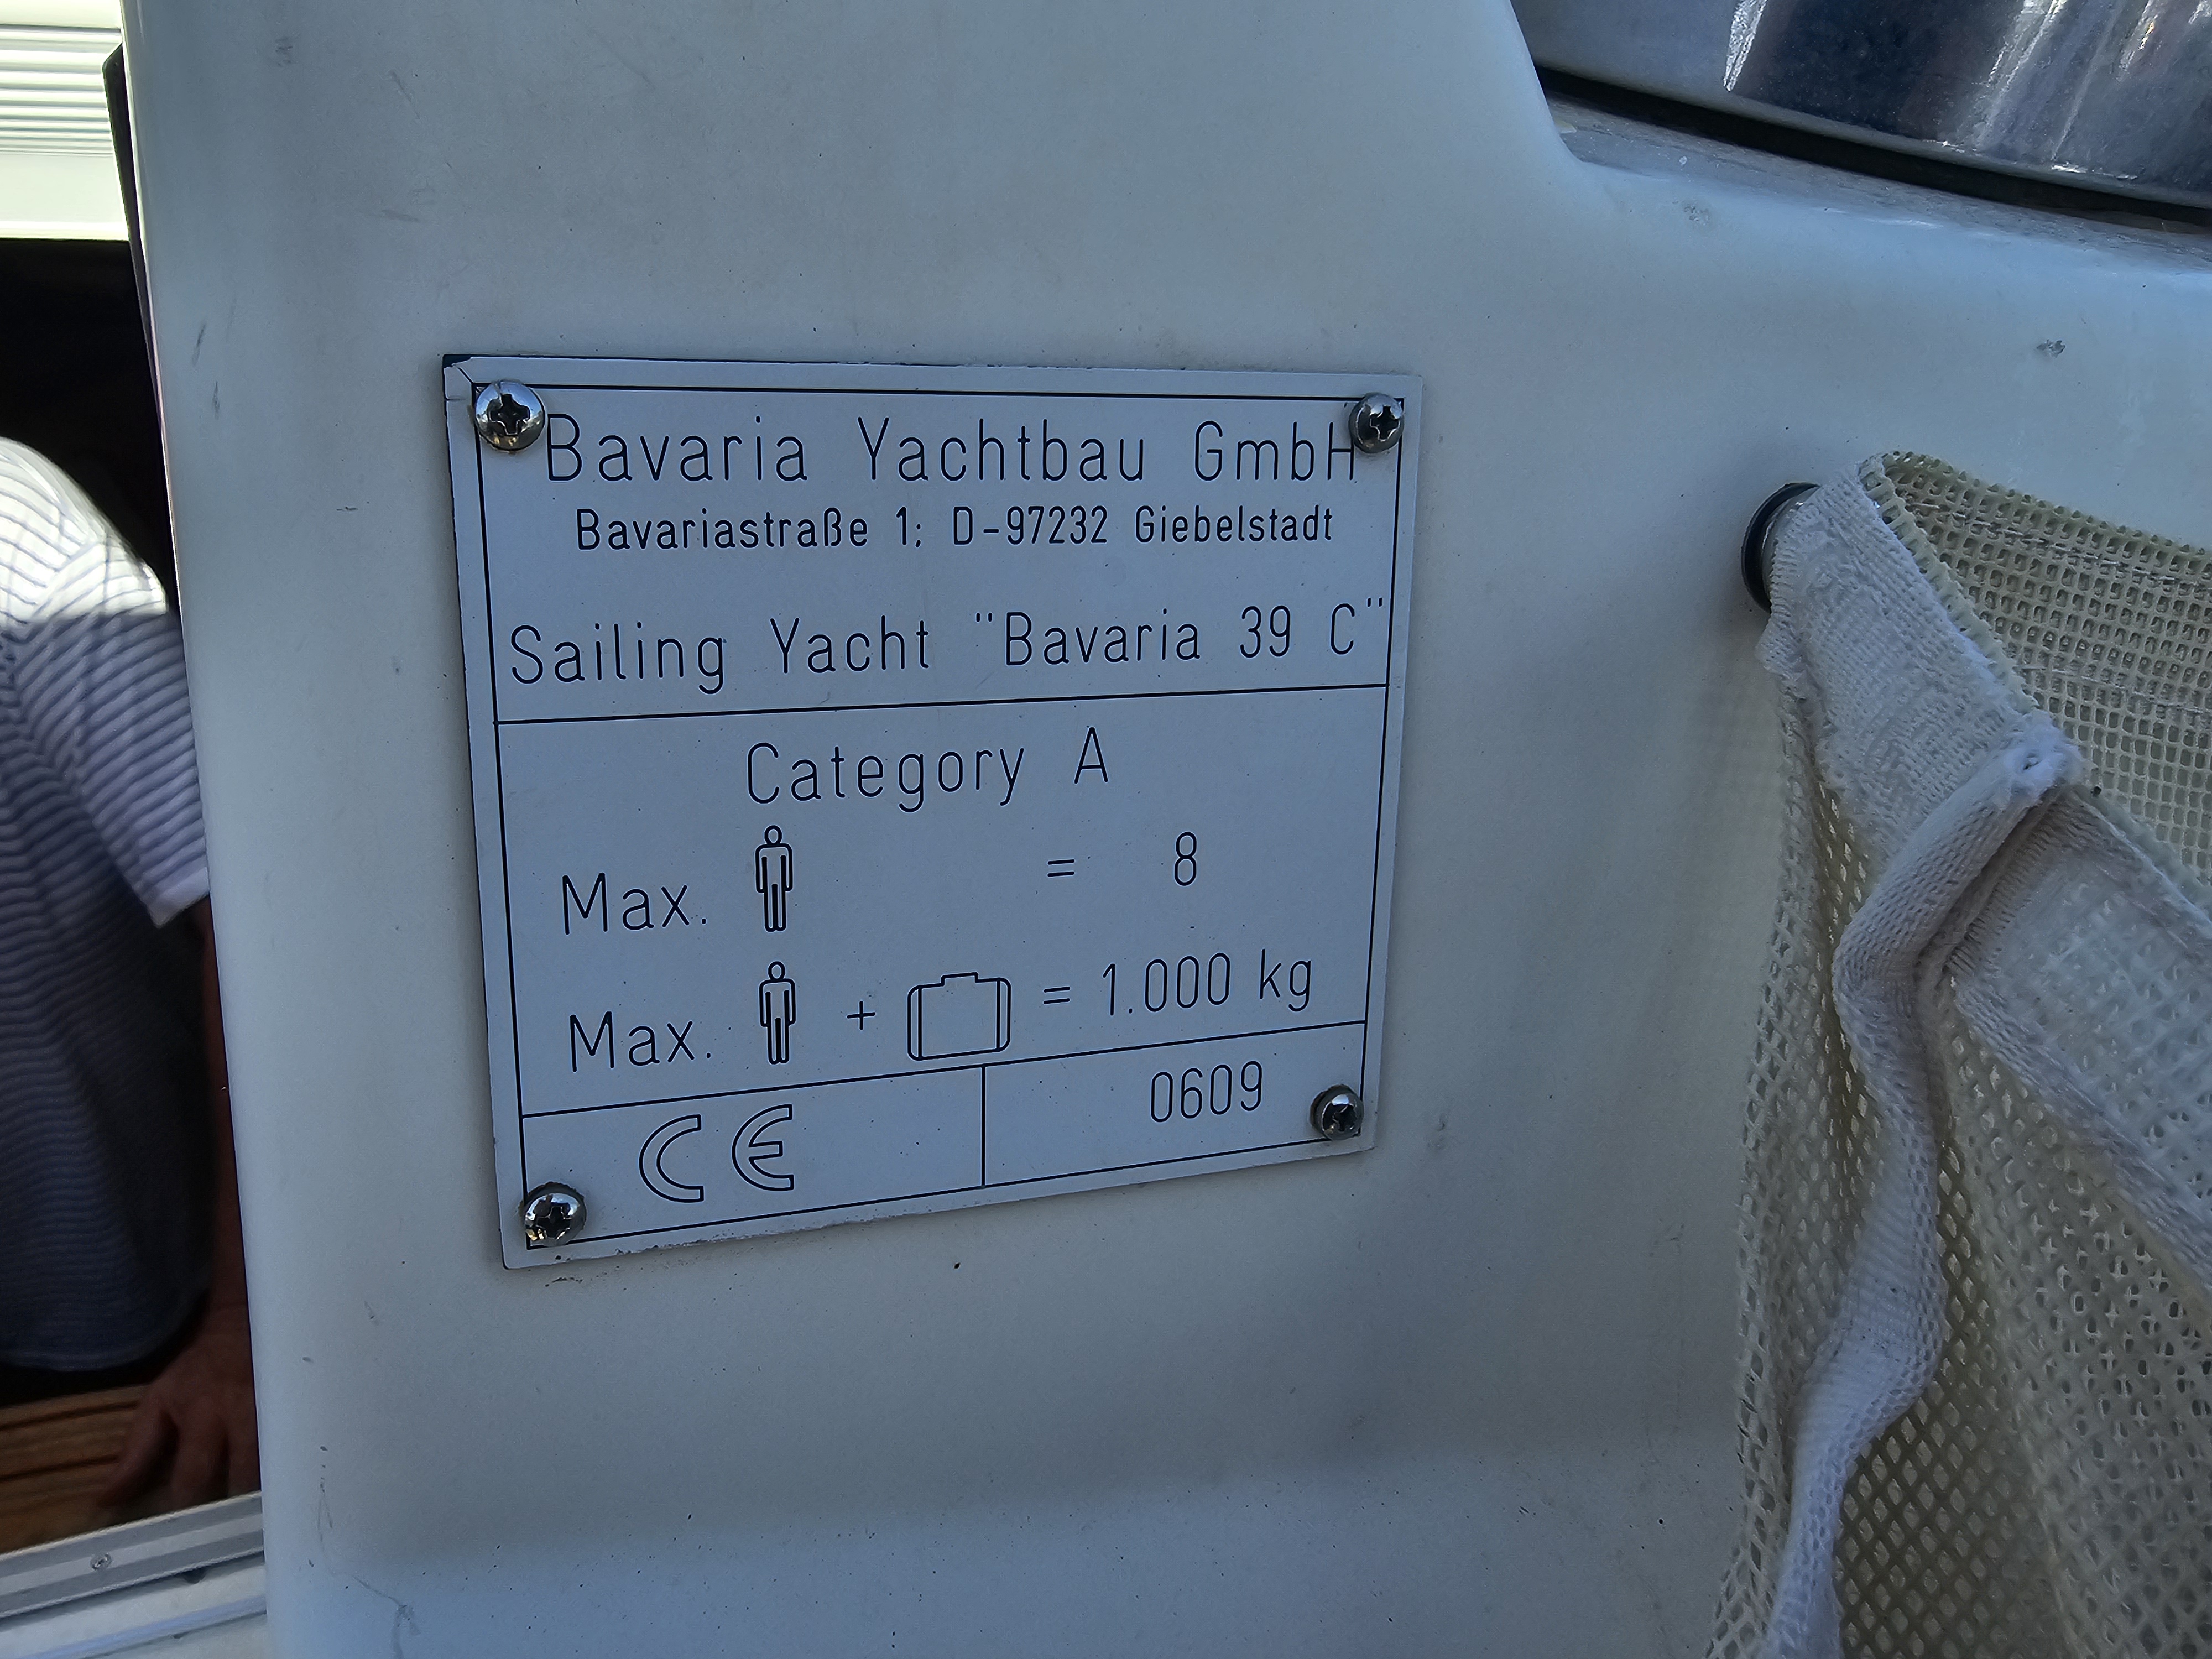 Bavaria Yachtbau GmbH
Bavariastraße 1; D-97232 Giebelstadt
Sailing Yacht "Bavaria 39 C"
Category A
Max. = 8
Max. + = 1.000 kg
CE 0609